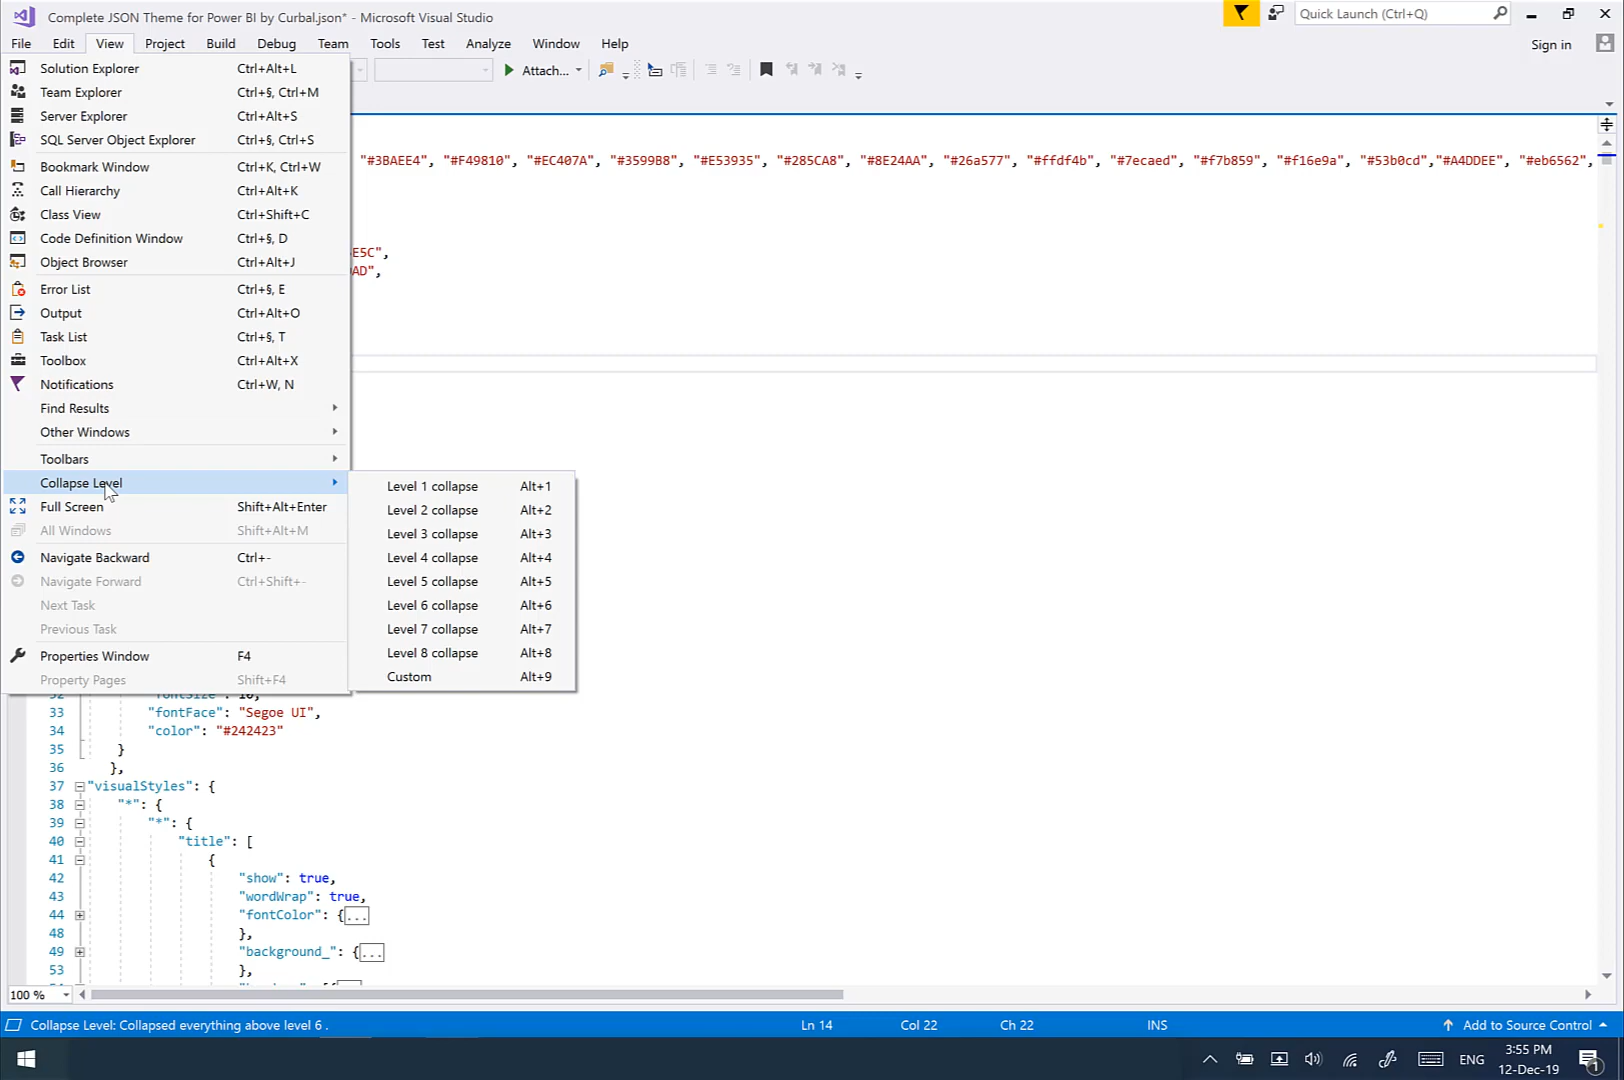 Complete JSON Theme for Power BI by Curbal.json* - Microsoft Visual Studio
Quick Launch (Ctrl+Q)
File Edit View Project Build Debug Team Tools Test Analyze Window Help
Sign in
Attach...
Solution Explorer Ctrl+Alt+L
Team Explorer Ctrl+§, Ctrl+M
Server Explorer Ctrl+Alt+S
SQL Server Object Explorer Ctrl+§, Ctrl+S
Bookmark Window Ctrl+K, Ctrl+W
Call Hierarchy Ctrl+Alt+K
Class View Ctrl+Shift+C
Code Definition Window Ctrl+§, D
Object Browser Ctrl+Alt+J
Error List Ctrl+§, E
Output Ctrl+Alt+O
Task List Ctrl+§, T
Toolbox Ctrl+Alt+X
Notifications Ctrl+W, N
Find Results
Other Windows
Toolbars
Collapse Level
Full Screen Shift+Alt+Enter
All Windows Shift+Alt+M
Navigate Backward Ctrl+-
Navigate Forward Ctrl+Shift+-
Next Task
Previous Task
Properties Window F4
Property Pages Shift+F4
Level 1 collapse Alt+1
Level 2 collapse Alt+2
Level 3 collapse Alt+3
Level 4 collapse Alt+4
Level 5 collapse Alt+5
Level 6 collapse Alt+6
Level 7 collapse Alt+7
Level 8 collapse Alt+8
Custom Alt+9
"#3BAEE4", "#F49810", "#EC407A", "#3599B8", "#E53935", "#285CA8", "#8E24AA", "#26a577", "#ffdf4b", "#7ecaed", "#f7b859", "#f16e9a", "#53b0cd","#A4DDEE", "#eb6562",
E5C",
AD",
33 "fontFace": "Segoe UI",
34 "color": "#242423"
35 }
36 },
37 "visualStyles": {
38 "*": {
39 "*": {
40 "title": [
41 {
42 "show": true,
43 "wordWrap": true,
44 "fontColor": {...
48 },
49 "background_": {...
53 },
100 %
Collapse Level: Collapsed everything above level 6 .
Ln 14 Col 22 Ch 22 INS
Add to Source Control
ENG
3:55 PM
12-Dec-19
1